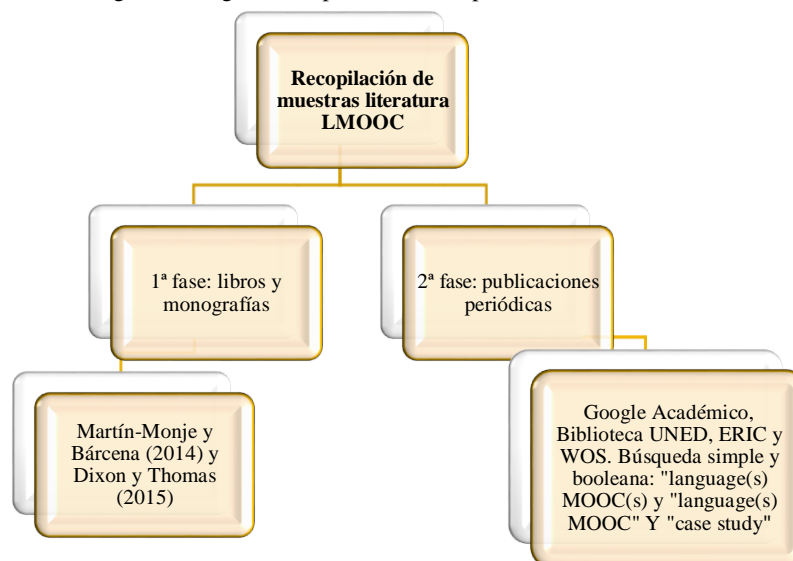 Recopilación de
muestras literatura
LMOOC
1ª fase: libros y
monografías
2ª fase: publicaciones
periódicas
Martín-Monje y
Bárcena (2014) y
Dixon y Thomas
(2015)
Google Académico,
Biblioteca UNED, ERIC y
WOS. Búsqueda simple y
booleana: "language(s)
MOOC(s) y "language(s)
MOOC" Y "case study"